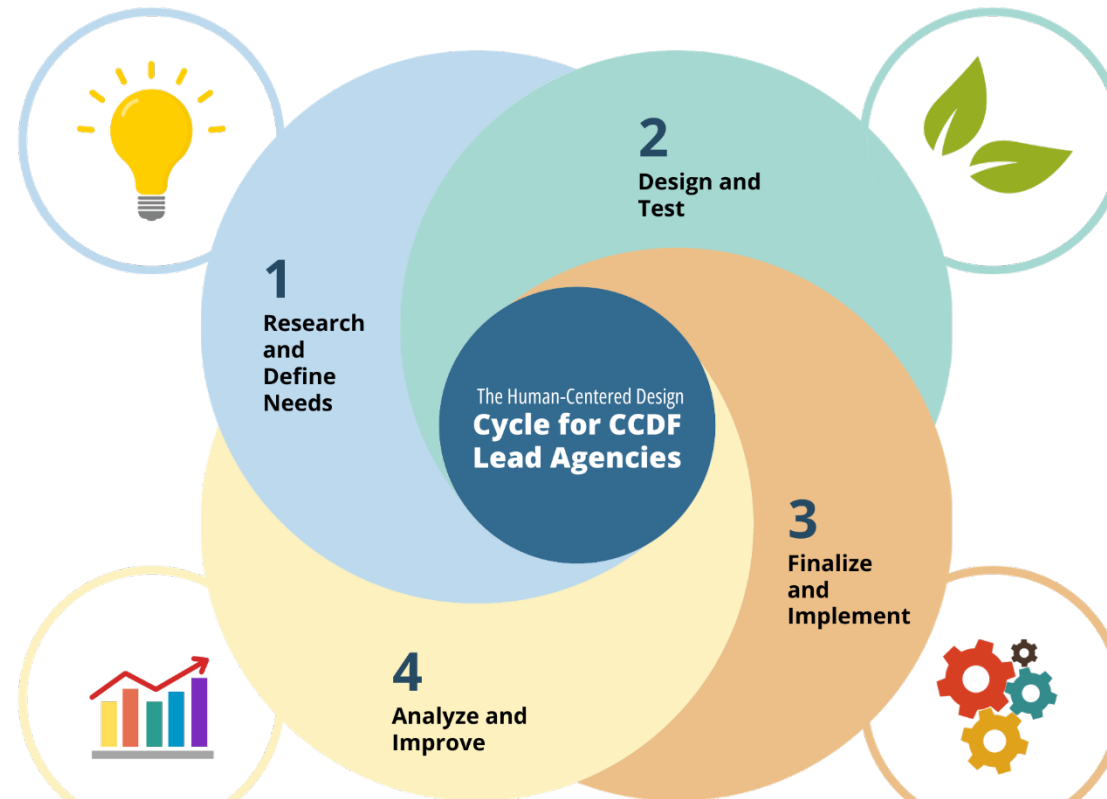 1
Research
and
Define
Needs
2
Design and
Test
The Human-Centered Design
Cycle for CCDF
Lead Agencies
3
Finalize
and
Implement
4
Analyze and
Improve